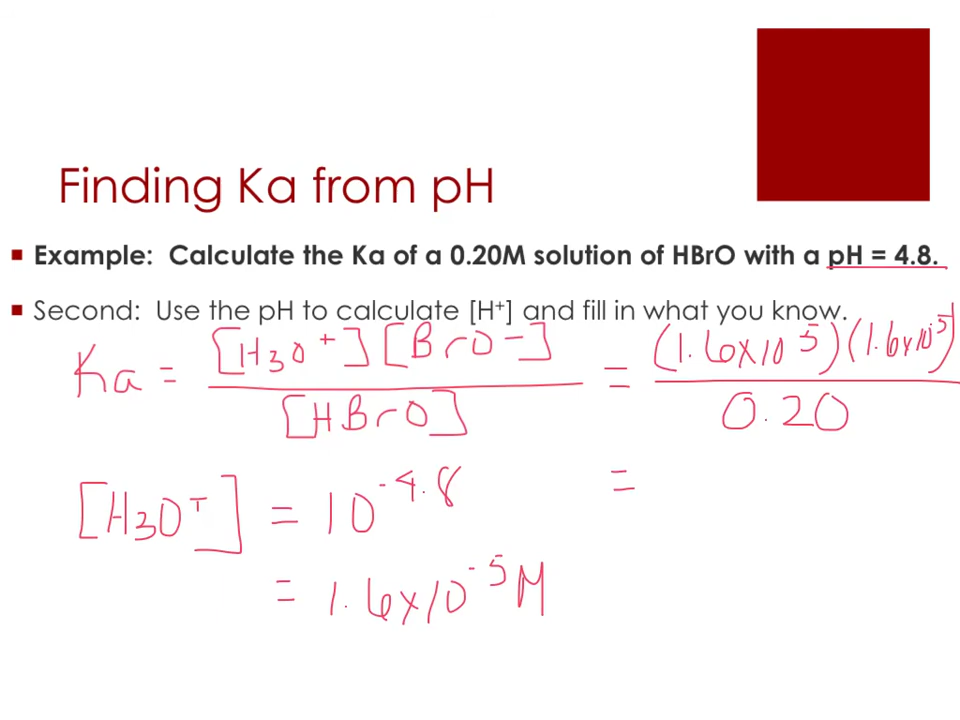 Finding Ka from pH
Example: Calculate the Ka of a 0.20M solution of HBrO with a pH = 4.8.
Second: Use the pH to calculate [H⁺] and fill in what you know.
Ka = [H3O⁺][BrO⁻] / [HBrO] = (1.6x10 5)(1.6x10⁻⁵) / 0.20
[H3O⁺] = 10⁻⁴·⁸ =
= 1.6x10⁻⁵ M